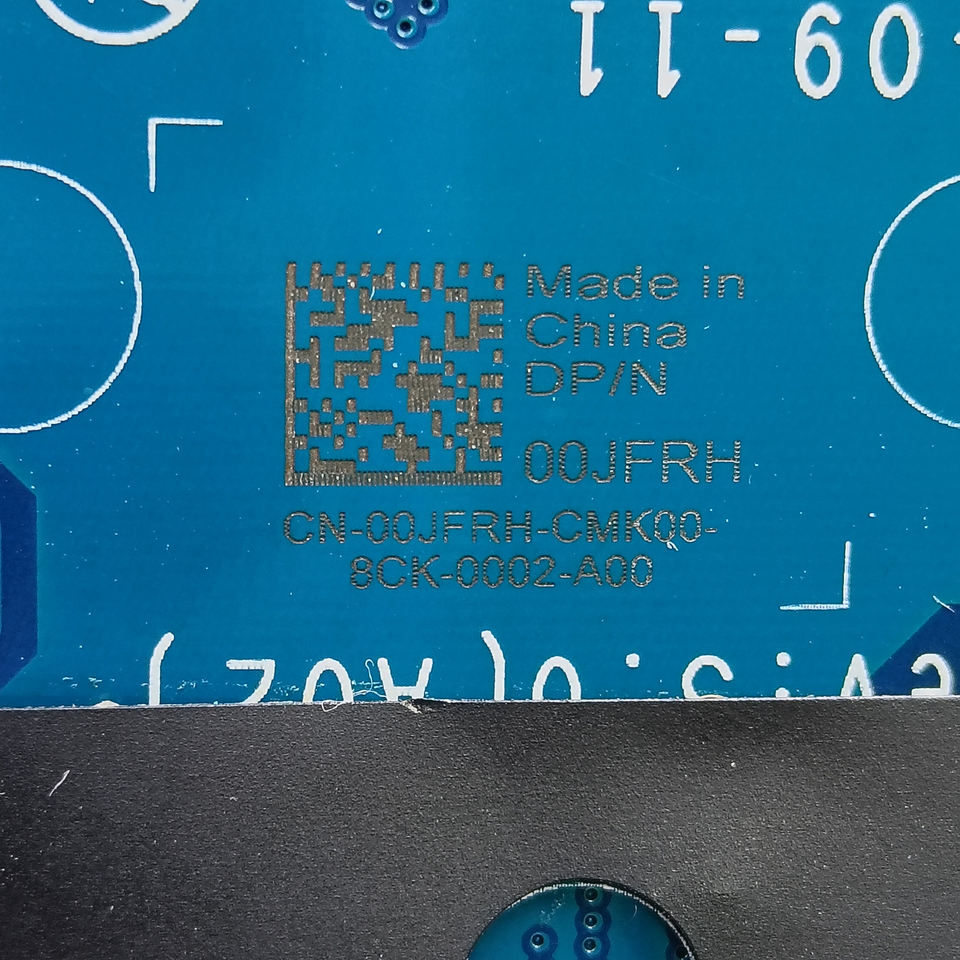 Made in
China
DP/N
00JFRH
CN-00JFRH-CMK00-
8CK-0002-A00